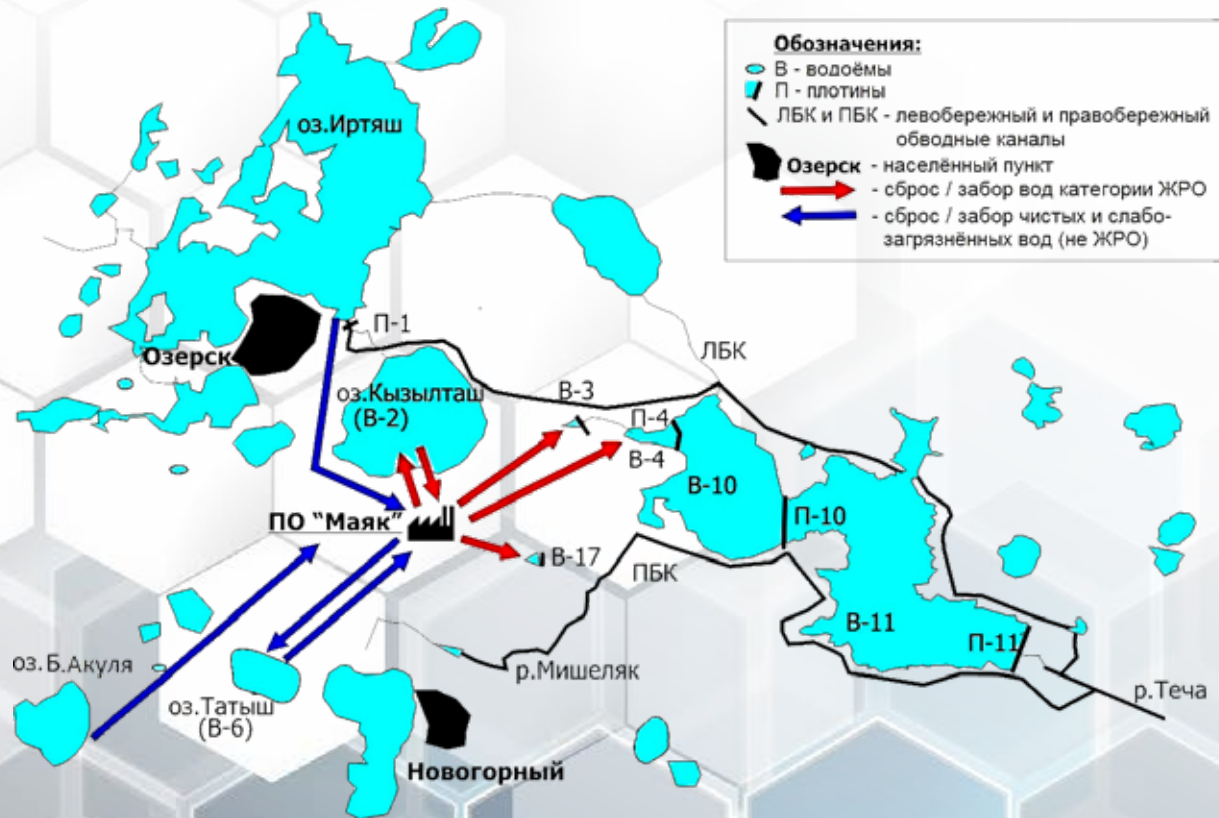 Обозначения:
В - водоёмы
П - плотины
ЛБК и ПБК - левобережный и правобережный
обводные каналы
Озерск - населённый пункт
- сброс / забор вод категории ЖРО
- сброс / забор чистых и слабо-
загрязнённых вод (не ЖРО)
оз.Иртяш
П-1
Озерск
ЛБК
оз.Кызылташ
(В-2)
В-3
П-4
В-4
В-10
П-10
ПО "Маяк"
В-17
ПБК
В-11
П-11
оз.Б.Акуля
р.Мишеляк
р.Теча
оз.Татыш
(В-6)
Новогорный